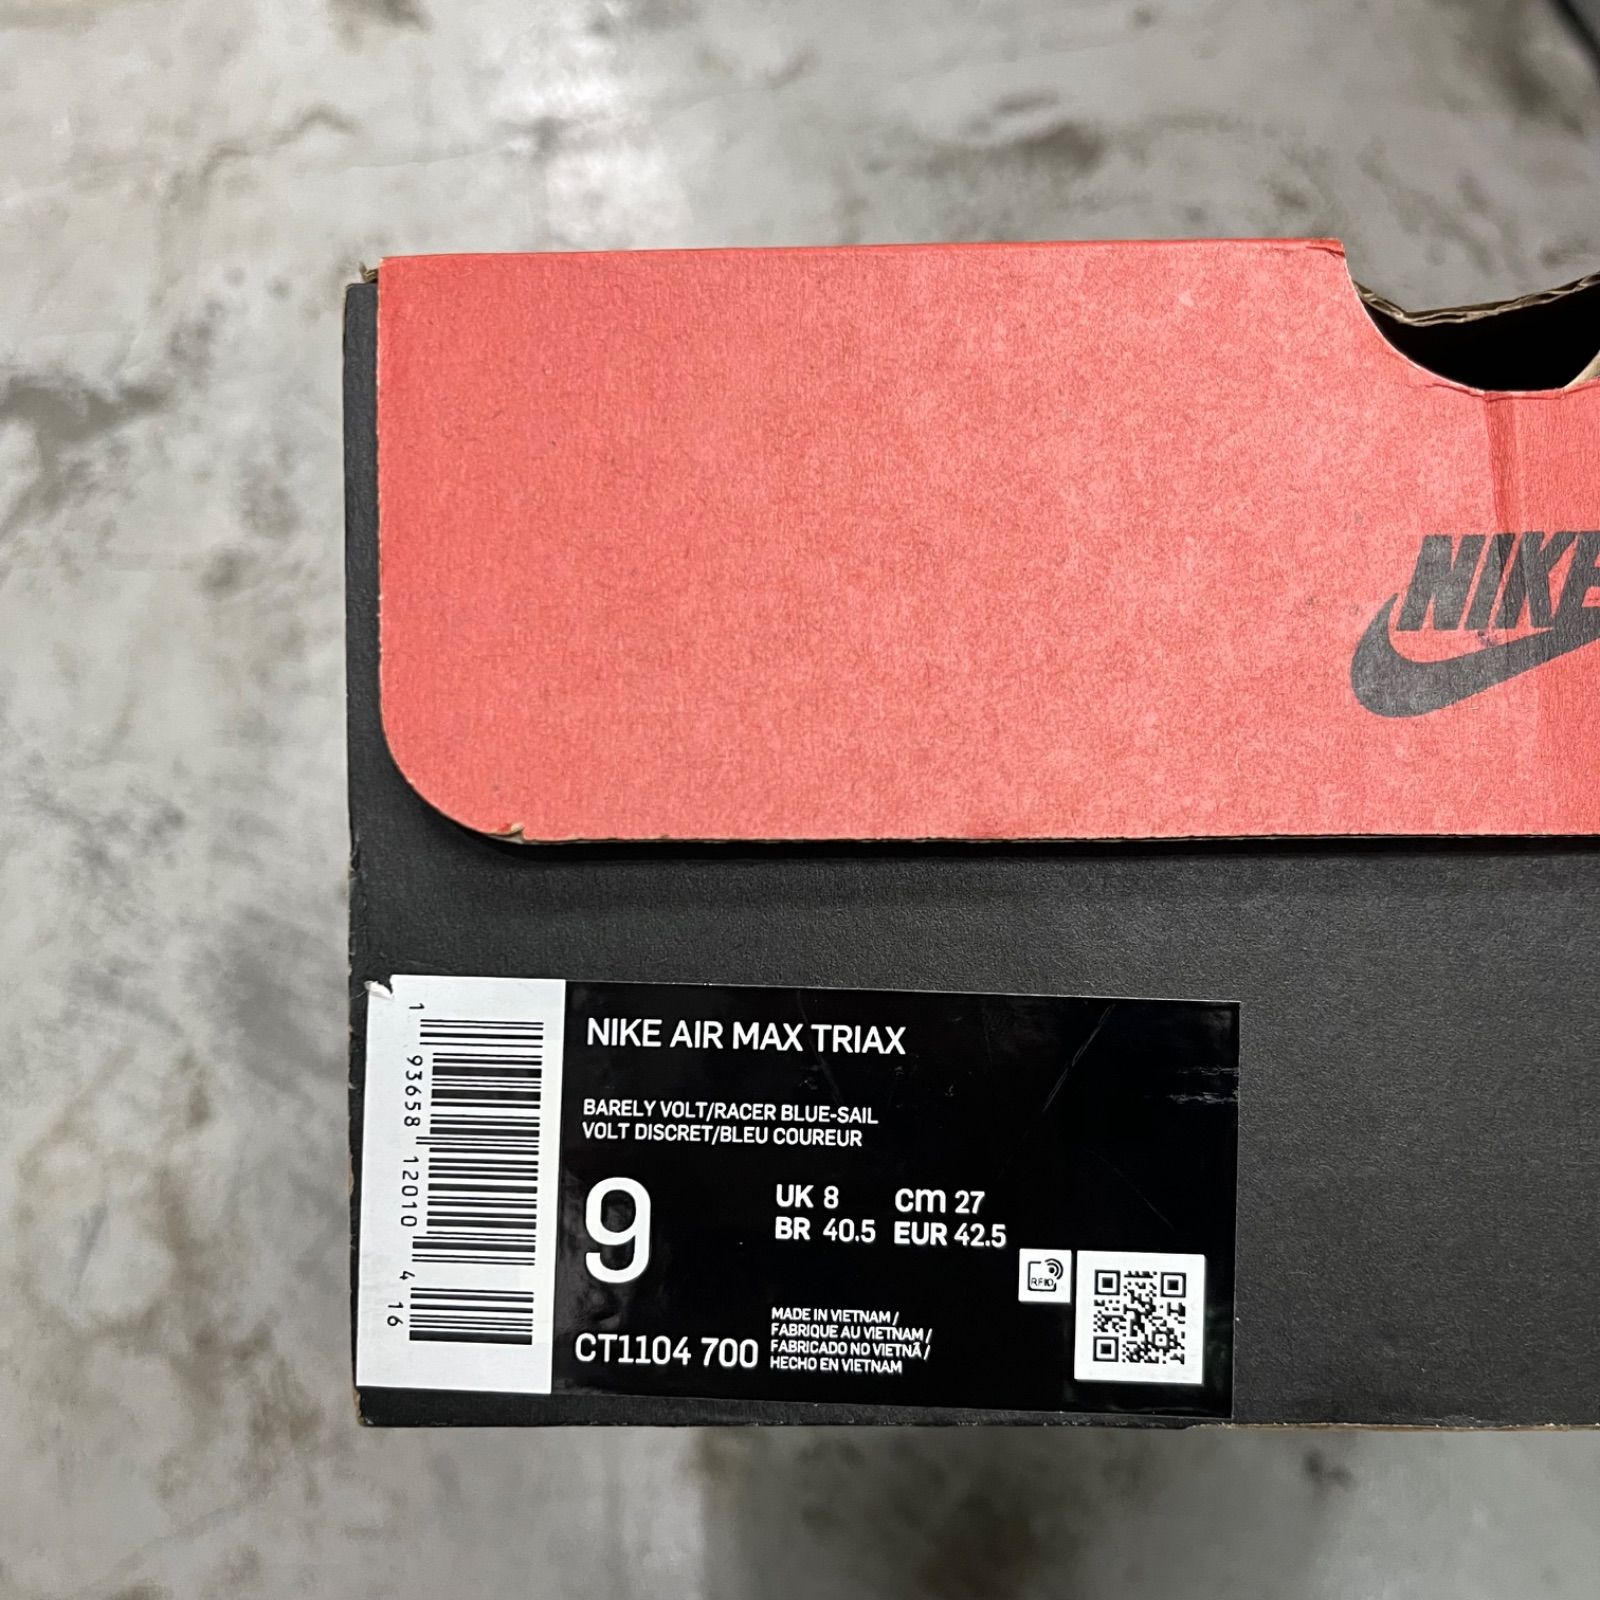 NIKE
NIKE AIR MAX TRIAX
BARELY VOLT/RACER BLUE-SAIL
VOLT DISCRET/BLEU COUREUR
9
UK 8 cm 27
BR 40.5 EUR 42.5
RFID
CT1104 700
MADE IN VIETNAM /
FABRIQUE AU VIETNAM /
FABRICADO NO VIETNÃ /
HECHO EN VIETNAM
1 93658 12010 4 16